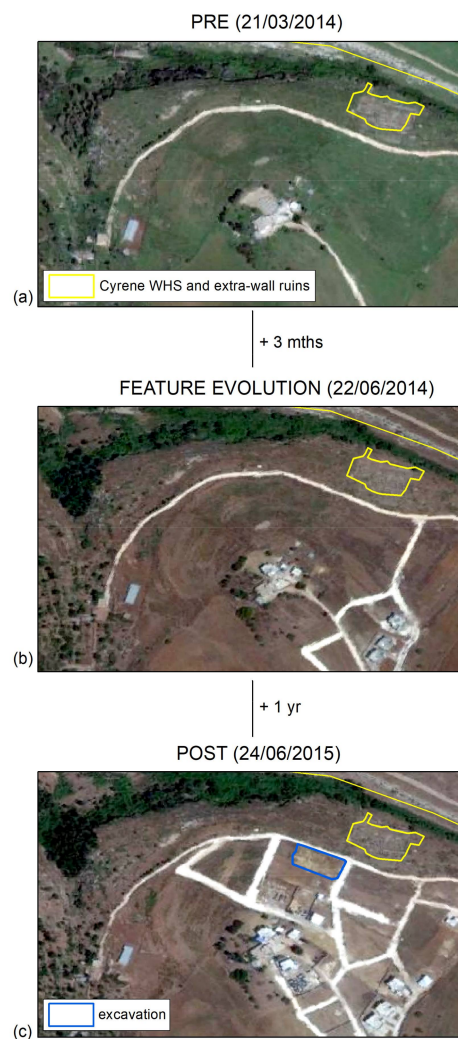 PRE (21/03/2014)
Cyrene WHS and extra-wall ruins
(a)
+ 3 mths
FEATURE EVOLUTION (22/06/2014)
(b)
+ 1 yr
POST (24/06/2015)
excavation
(c)